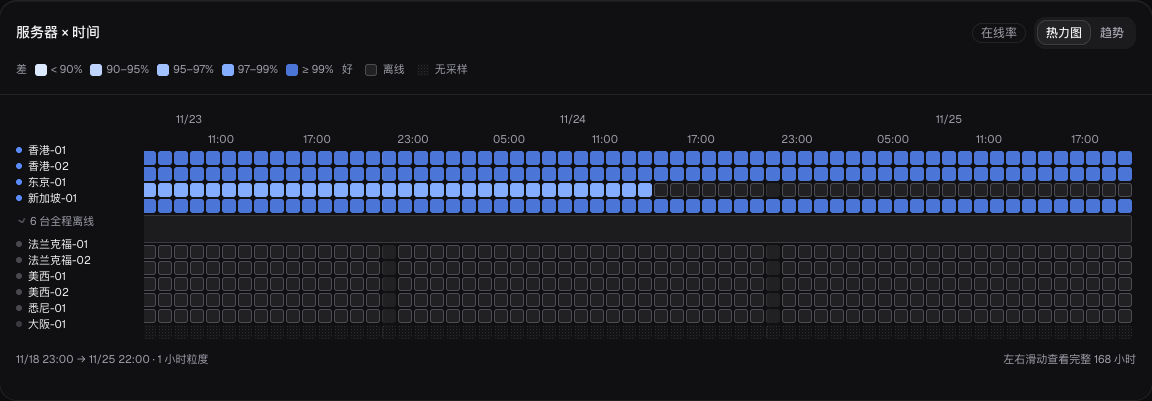 服务器 × 时间
在线率 热力图 趋势
差 < 90% 90–95% 95–97% 97–99% ≥ 99% 好 离线 无采样
11/23 11/24 11/25
11:00 17:00 23:00 05:00 11:00 17:00 23:00 05:00 11:00 17:00
香港-01
香港-02
东京-01
新加坡-01
6 台全程离线
法兰克福-01
法兰克福-02
美西-01
美西-02
悉尼-01
大阪-01
11/18 23:00 → 11/25 22:00 · 1 小时粒度
左右滑动查看完整 168 小时